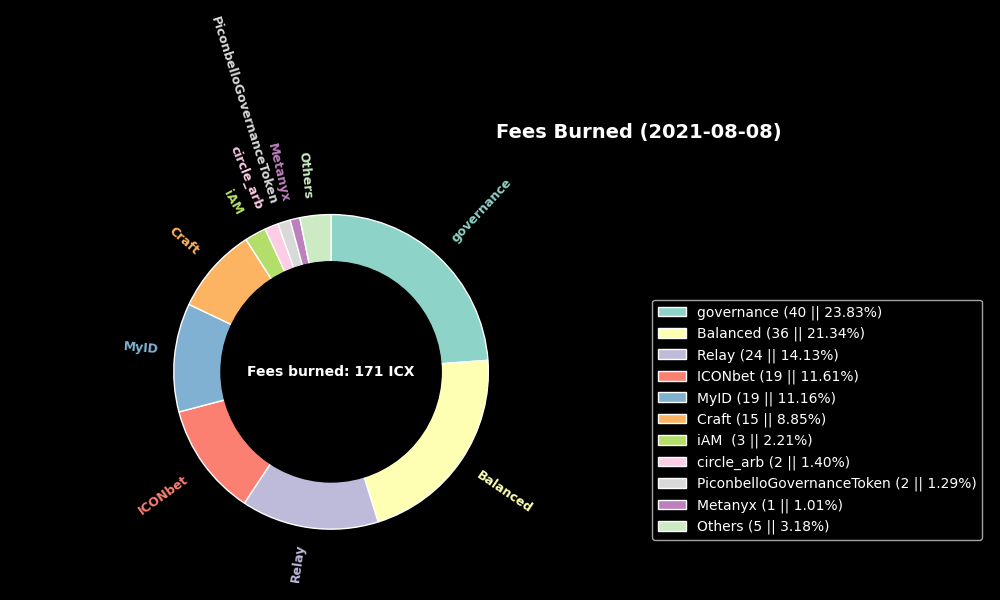 Fees Burned (2021-08-08)
PiconbelloGovernanceToken
Metanyx
Others
circle_arb
iAM
governance
Craft
MyID
Fees burned: 171 ICX
ICONbet
Balanced
Relay
governance (40 || 23.83%)
Balanced (36 || 21.34%)
Relay (24 || 14.13%)
ICONbet (19 || 11.61%)
MyID (19 || 11.16%)
Craft (15 || 8.85%)
iAM  (3 || 2.21%)
circle_arb (2 || 1.40%)
PiconbelloGovernanceToken (2 || 1.29%)
Metanyx (1 || 1.01%)
Others (5 || 3.18%)